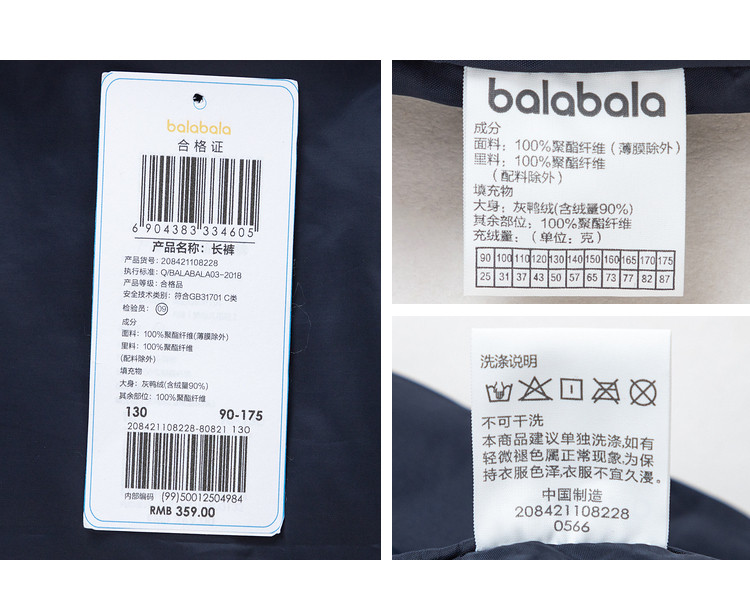 balabala
合格证
6 904383 334605
产品名称：长裤
产品货号：208421108228
执行标准：Q/BALABALA03-2018
产品等级：合格品
安全技术类别：符合GB31701 C类
检验员：09
成分
面料：100%聚酯纤维(薄膜除外)
里料：100%聚酯纤维
(配料除外)
填充物
大身：灰鸭绒(含绒量90%)
其余部位：100%聚酯纤维
130 90-175
208421108228-80821 130
内部编码 (99)50012504984
RMB 359.00
balabala
成分
面料：100%聚酯纤维(薄膜除外)
里料：100%聚酯纤维
(配料除外)
填充物
大身：灰鸭绒(含绒量90%)
其余部位：100%聚酯纤维
充绒量：(单位：克)
90 100 110 120 130 140 150 160 165 170 175
25 31 37 43 50 57 65 73 77 82 87
洗涤说明
不可干洗
本商品建议单独洗涤,如有
轻微褪色属正常现象,为保
持衣服色泽,衣服不宜久漫。
中国制造
208421108228
0566